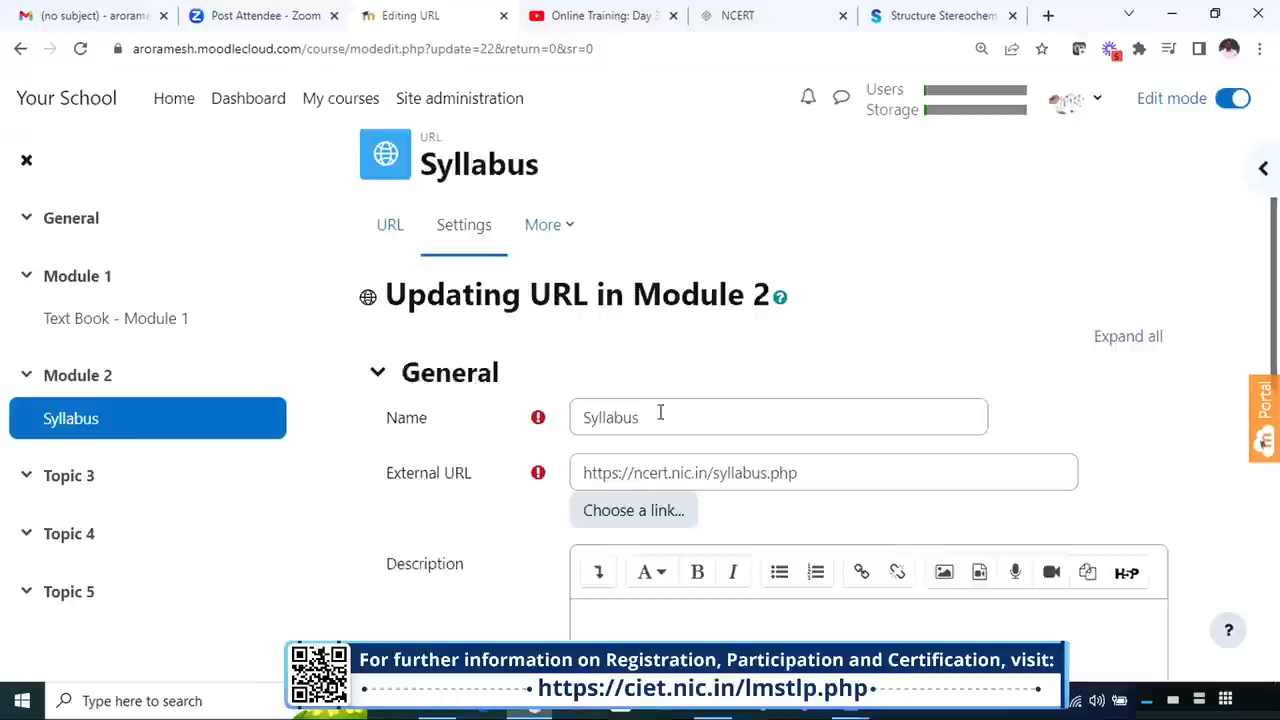 (no subject) - arorame
Post Attendee - Zoom
Editing URL
Online Training: Day 3
NCERT
Structure Stereochem
aroramesh.moodlecloud.com/course/modedit.php?update=22&return=0&sr=0
5
Your School
Home
Dashboard
My courses
Site administration
Users
Storage
Edit mode
URL
Syllabus
General
Module 1
Text Book - Module 1
Module 2
Syllabus
Topic 3
Topic 4
Topic 5
URL
Settings
More
Updating URL in Module 2
?
Expand all
General
Name
Syllabus
External URL
https://ncert.nic.in/syllabus.php
Choose a link...
Description
A
B
I
H-P
Portal
?
For further information on Registration, Participation and Certification, visit:
https://ciet.nic.in/lmstlp.php
Type here to search